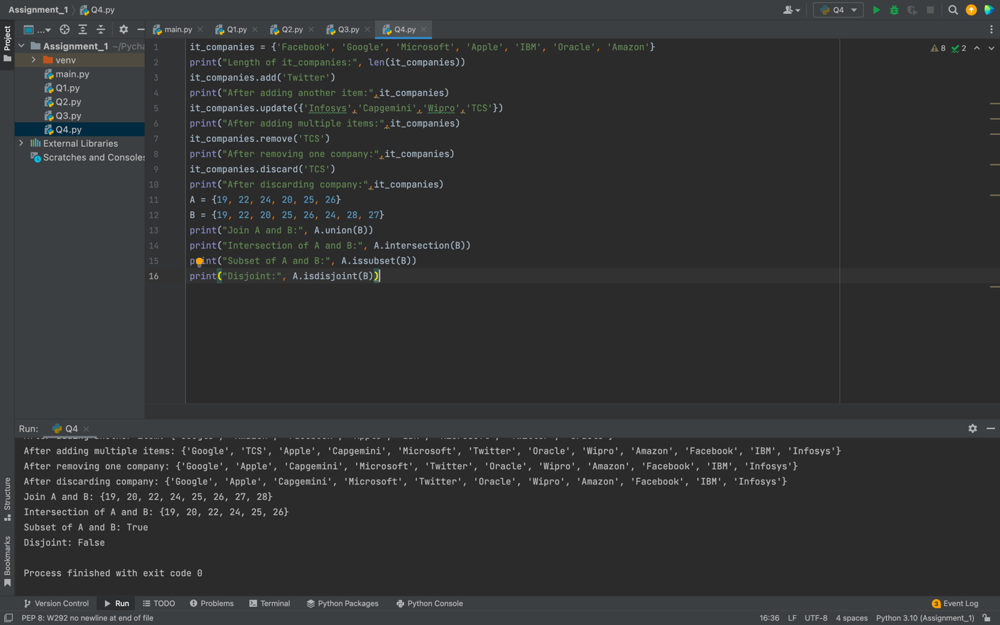 Assignment_1 Q4.py Q4
Project ... main.py Q1.py Q2.py Q3.py Q4.py
Assignment_1 ~/Pycha
venv
main.py
Q1.py
Q2.py
Q3.py
Q4.py
External Libraries
Scratches and Consoles
8 2
1 it_companies = {'Facebook', 'Google', 'Microsoft', 'Apple', 'IBM', 'Oracle', 'Amazon'}
2 print("Length of it_companies:", len(it_companies))
3 it_companies.add('Twitter')
4 print("After adding another item:",it_companies)
5 it_companies.update({'Infosys','Capgemini','Wipro','TCS'})
6 print("After adding multiple items:",it_companies)
7 it_companies.remove('TCS')
8 print("After removing one company:",it_companies)
9 it_companies.discard('TCS')
10 print("After discarding company:",it_companies)
11 A = {19, 22, 24, 20, 25, 26}
12 B = {19, 22, 20, 25, 26, 24, 28, 27}
13 print("Join A and B:", A.union(B))
14 print("Intersection of A and B:", A.intersection(B))
15 print("Subset of A and B:", A.issubset(B))
16 print("Disjoint:", A.isdisjoint(B))
Run: Q4
After adding multiple items: {'Google', 'TCS', 'Apple', 'Capgemini', 'Microsoft', 'Twitter', 'Oracle', 'Wipro', 'Amazon', 'Facebook', 'IBM', 'Infosys'}
After removing one company: {'Google', 'Apple', 'Capgemini', 'Microsoft', 'Twitter', 'Oracle', 'Wipro', 'Amazon', 'Facebook', 'IBM', 'Infosys'}
After discarding company: {'Google', 'Apple', 'Capgemini', 'Microsoft', 'Twitter', 'Oracle', 'Wipro', 'Amazon', 'Facebook', 'IBM', 'Infosys'}
Join A and B: {19, 20, 22, 24, 25, 26, 27, 28}
Intersection of A and B: {19, 20, 22, 24, 25, 26}
Subset of A and B: True
Disjoint: False
Process finished with exit code 0
Structure
Bookmarks
Version Control Run TODO Problems Terminal Python Packages Python Console 3 Event Log
PEP 8: W292 no newline at end of file 16:36 LF UTF-8 4 spaces Python 3.10 (Assignment_1)